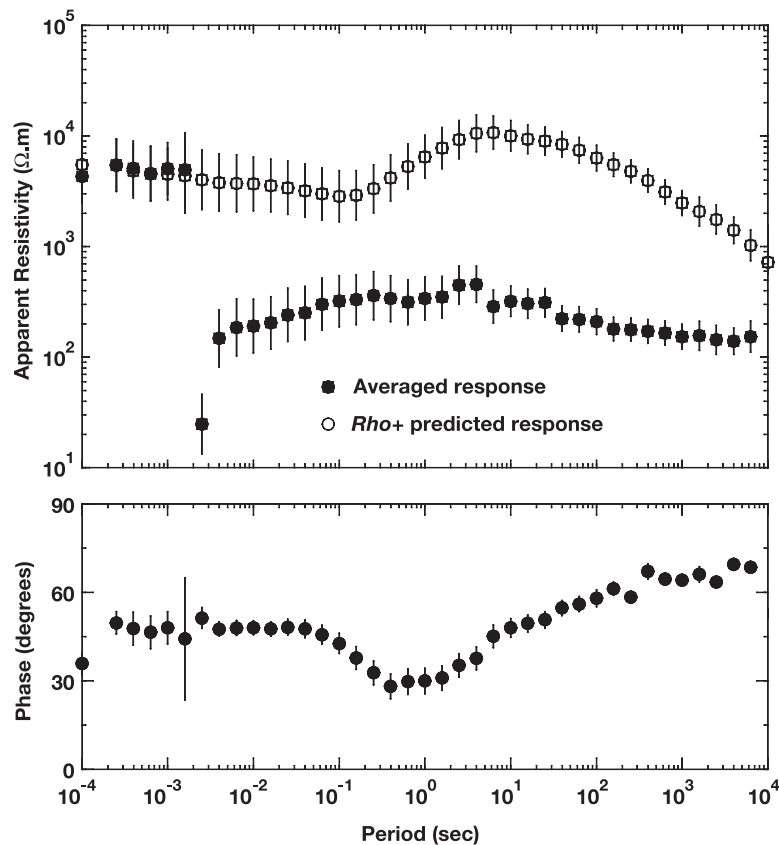 10^5
10^4
10^3
10^2
10^1
Apparent Resistivity (Ω.m)
Averaged response
Rho+ predicted response
90
60
30
0
Phase (degrees)
10^-4 10^-3 10^-2 10^-1 10^0 10^1 10^2 10^3 10^4
Period (sec)